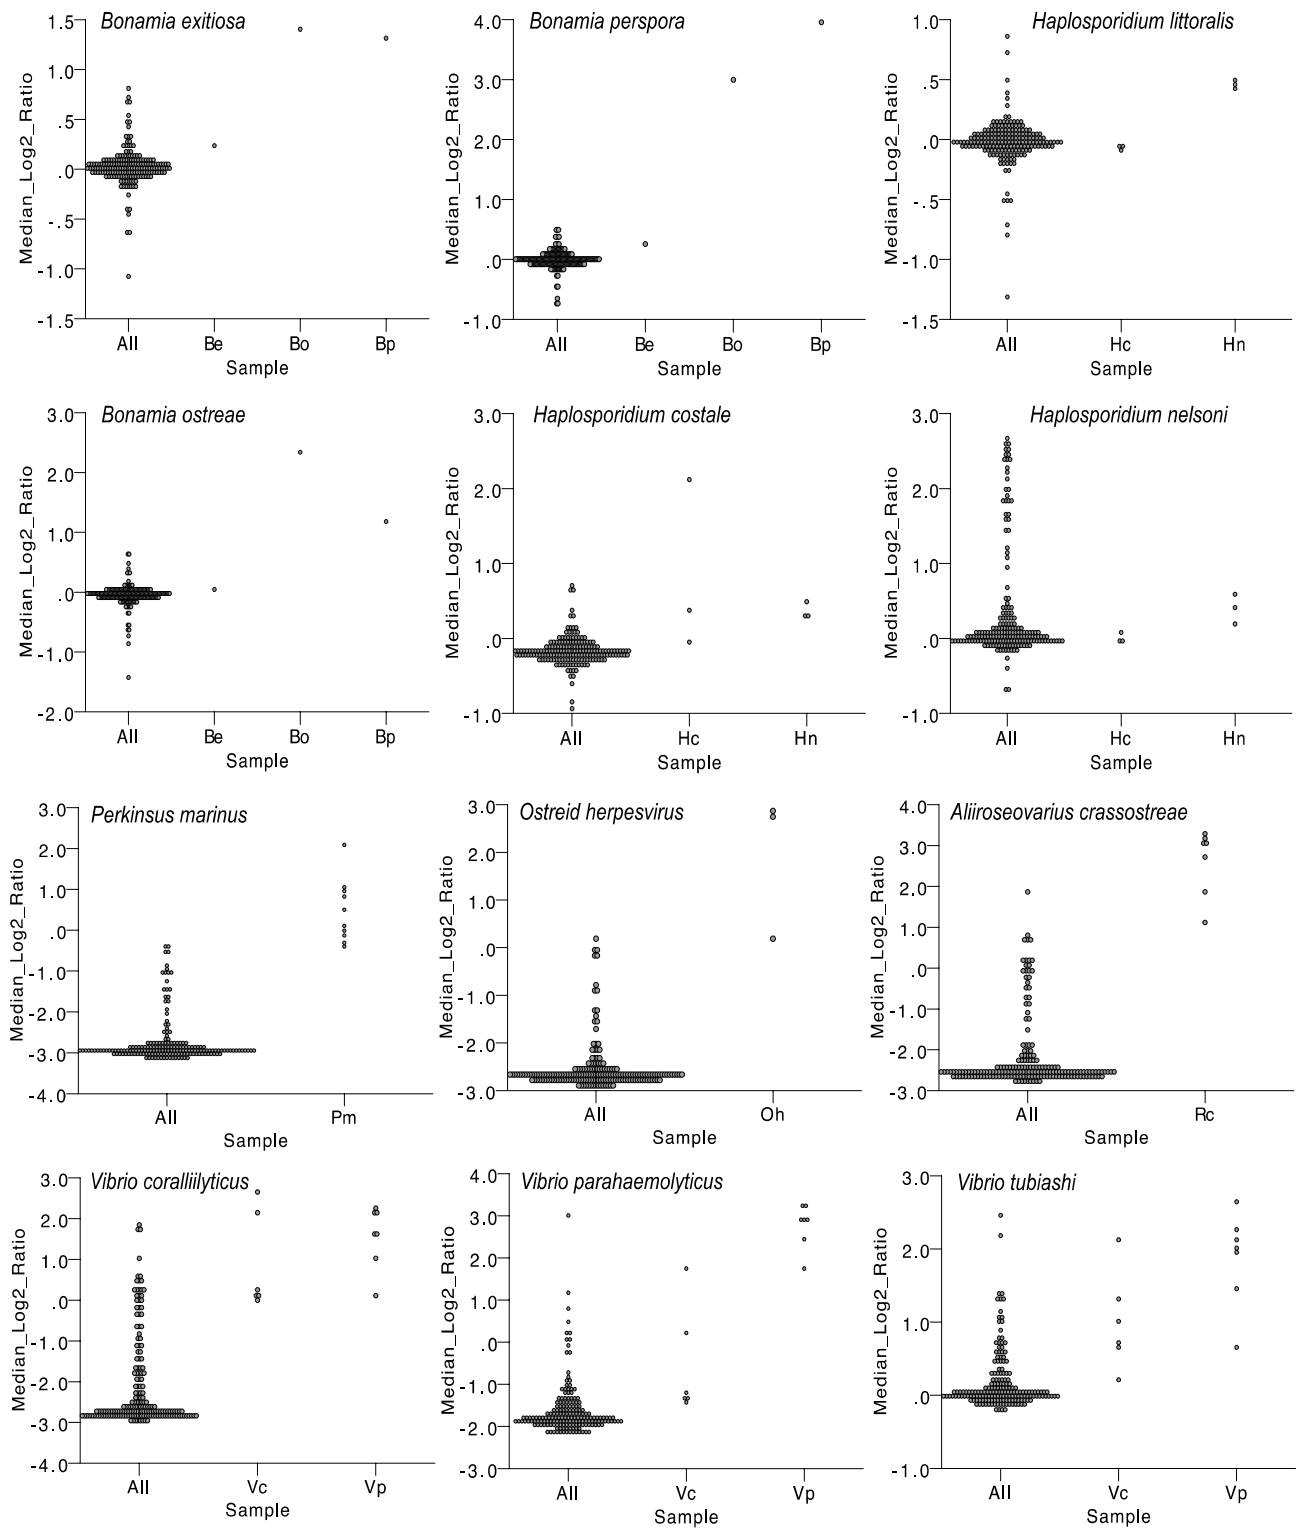 Bonamia exitiosa
Median_Log2_Ratio
1.5
1.0
.5
.0
-.5
-1.0
-1.5
All Be Bo Bp
Sample
Bonamia perspora
Median_Log2_Ratio
4.0
3.0
2.0
1.0
.0
-1.0
All Be Bo Bp
Sample
Haplosporidium littoralis
Median_Log2_Ratio
1.0
.5
.0
-.5
-1.0
-1.5
All Hc Hn
Sample
Bonamia ostreae
Median_Log2_Ratio
3.0
2.0
1.0
.0
-1.0
-2.0
All Be Bo Bp
Sample
Haplosporidium costale
Median_Log2_Ratio
3.0
2.0
1.0
.0
-1.0
All Hc Hn
Sample
Haplosporidium nelsoni
Median_Log2_Ratio
3.0
2.0
1.0
.0
-1.0
All Hc Hn
Sample
Perkinsus marinus
Median_Log2_Ratio
3.0
2.0
1.0
.0
-1.0
-2.0
-3.0
-4.0
All Pm
Sample
Ostreid herpesvirus
Median_Log2_Ratio
3.0
2.0
1.0
.0
-1.0
-2.0
-3.0
All Oh
Sample
Aliiroseovarius crassostreae
Median_Log2_Ratio
4.0
3.0
2.0
1.0
.0
-1.0
-2.0
-3.0
All Rc
Sample
Vibrio coralliilyticus
Median_Log2_Ratio
3.0
2.0
1.0
.0
-1.0
-2.0
-3.0
-4.0
All Vc Vp
Sample
Vibrio parahaemolyticus
Median_Log2_Ratio
4.0
3.0
2.0
1.0
.0
-1.0
-2.0
-3.0
All Vc Vp
Sample
Vibrio tubiashi
Median_Log2_Ratio
3.0
2.0
1.0
.0
-1.0
All Vc Vp
Sample